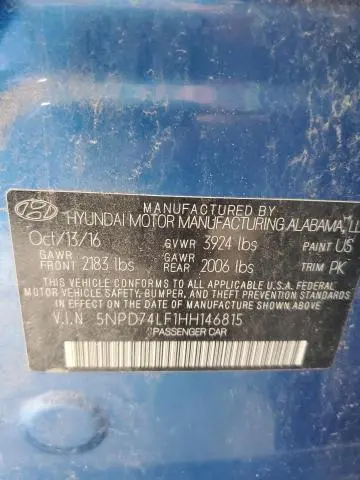 MANUFACTURED BY
HYUNDAI MOTOR MANUFACTURING ALABAMA, LL
Oct/13/16 GVWR 3924 lbs PAINT US
GAWR FRONT 2183 lbs GAWR REAR 2006 lbs TRIM PK
THIS VEHICLE CONFORMS TO ALL APPLICABLE U.S.A. FEDERAL
MOTOR VEHICLE SAFETY, BUMPER, AND THEFT PREVENTION
STANDARDS IN EFFECT ON THE DATE OF MANUFACTURE SHOWN ABOVE.
V.I.N. 5NPD74LF1HH146815
PASSENGER CAR